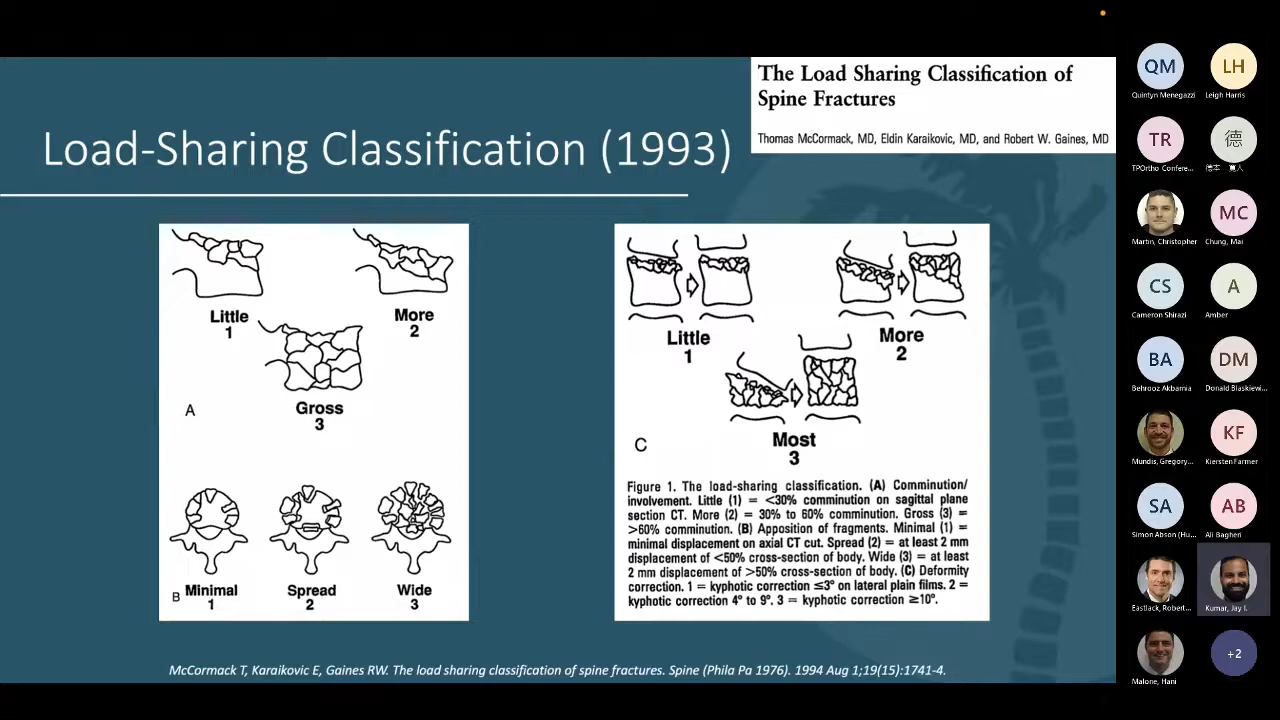 The Load Sharing Classification of
Spine Fractures
Thomas McCormack, MD, Eldin Karaikovic, MD, and Robert W. Gaines, MD
Load-Sharing Classification (1993)
Little
1
More
2
Gross
3
A
Minimal
1
Spread
2
Wide
3
B
Little
1
More
2
Most
3
C
Figure 1. The load-sharing classification. (A) Comminution/
involvement. Little (1) = <30% comminution on sagittal plane
section CT. More (2) = 30% to 60% comminution. Gross (3) =
>60% comminution. (B) Apposition of fragments. Minimal (1) =
minimal displacement on axial CT cut. Spread (2) = at least 2 mm
displacement of <50% cross-section of body. Wide (3) = at least
2 mm displacement of >50% cross-section of body. (C) Deformity
correction. 1 = kyphotic correction ≤3° on lateral plain films. 2 =
kyphotic correction 4° to 9°. 3 = kyphotic correction ≥10°.
McCormack T, Karaikovic E, Gaines RW. The load sharing classification of spine fractures. Spine (Phila Pa 1976). 1994 Aug 1;19(15):1741-4.
QM
Quintyn Menegazzi
LH
Leigh Harris
TR
TPOrtho Confere...
德
Martin, Christopher
MC
Chung, Mai
CS
Cameron Shirazi
A
Amber
BA
Behrooz Akbarnia
DM
Donald Blaskiewi...
Mundis, Gregory...
KF
Kiersten Farmer
SA
Simon Abson (Hu...
AB
Ali Bagheri
Eastlack, Robert...
Kumar, Jay I.
Malone, Hani
+2